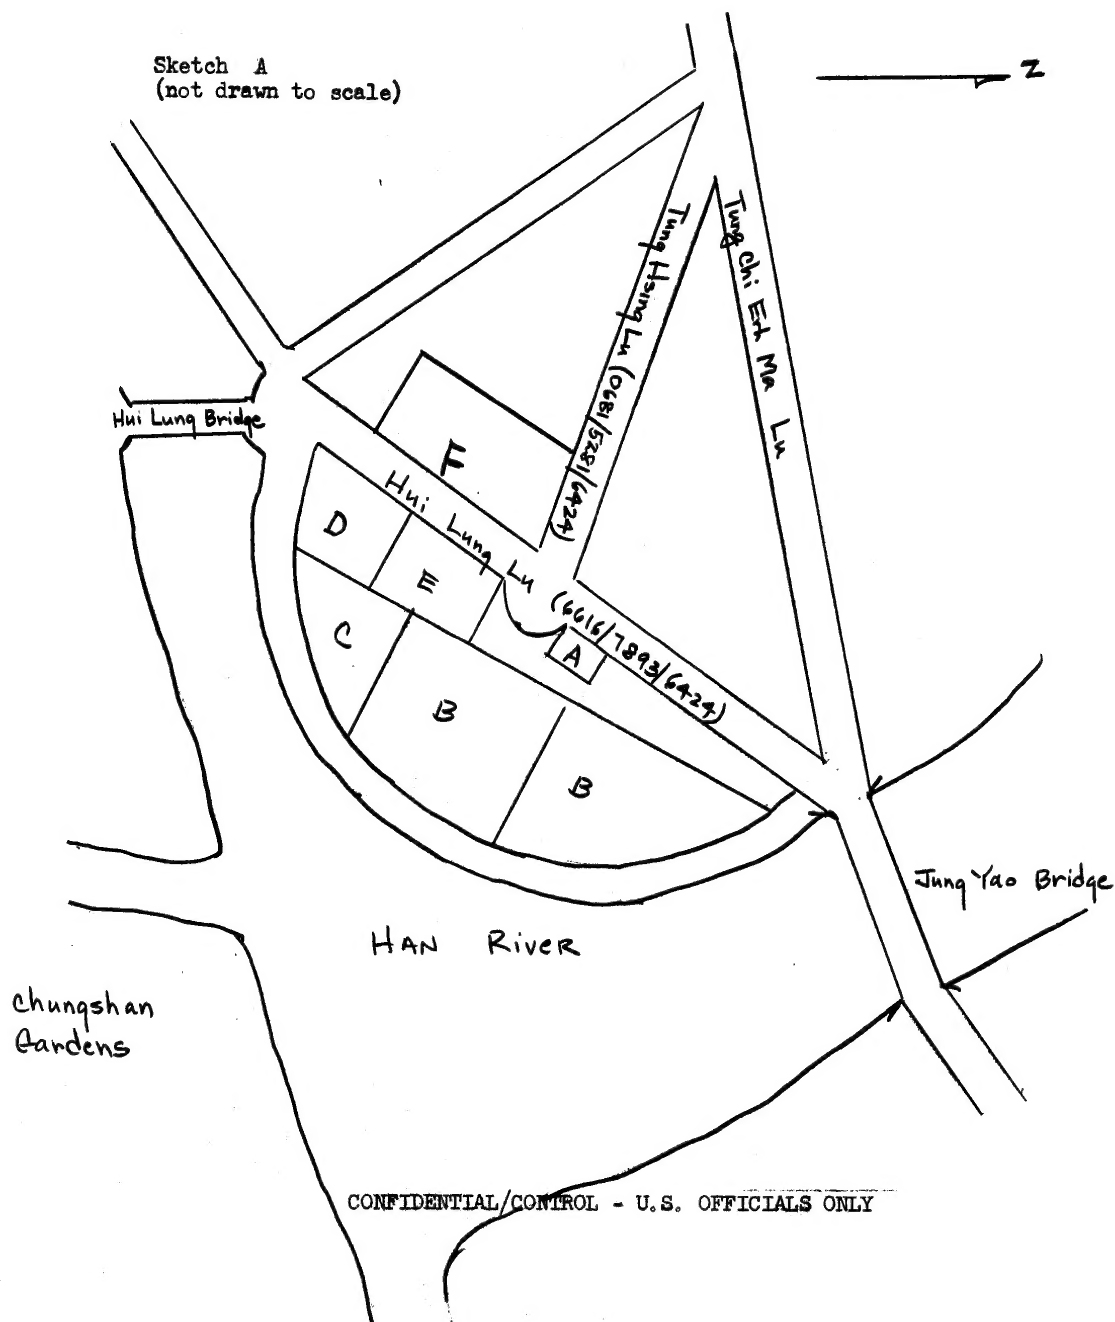 Sketch A
(not drawn to scale)
N
Tung Hsing Lu (0681/5281/6424)
Tung Chi Erh Ma Lu
Hui Lung Bridge
F
Hui Lung Lu (6616/7893/6424)
D
E
C
A
B
B
Jung Yao Bridge
HAN RIVER
Chungshan
Gardens
CONFIDENTIAL/CONTROL - U.S. OFFICIALS ONLY